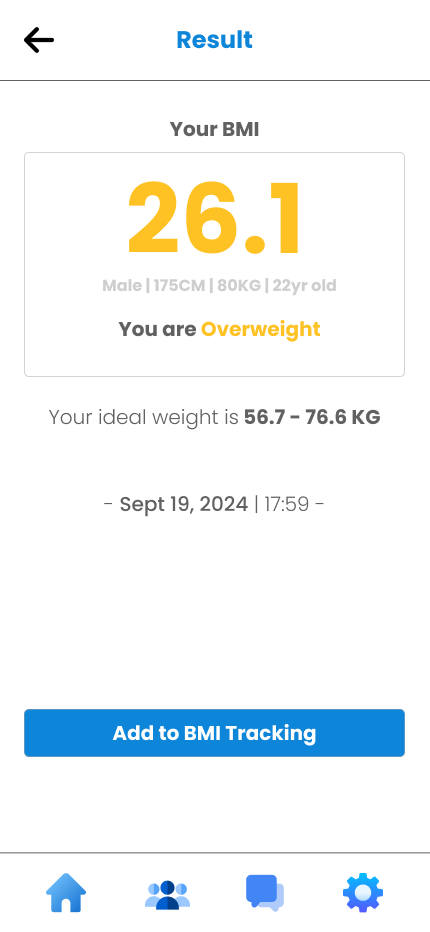 Result
Your BMI
26.1
Male | 175CM | 80KG | 22yr old
You are Overweight
Your ideal weight is 56.7 - 76.6 KG
- Sept 19, 2024 | 17:59 -
Add to BMI Tracking